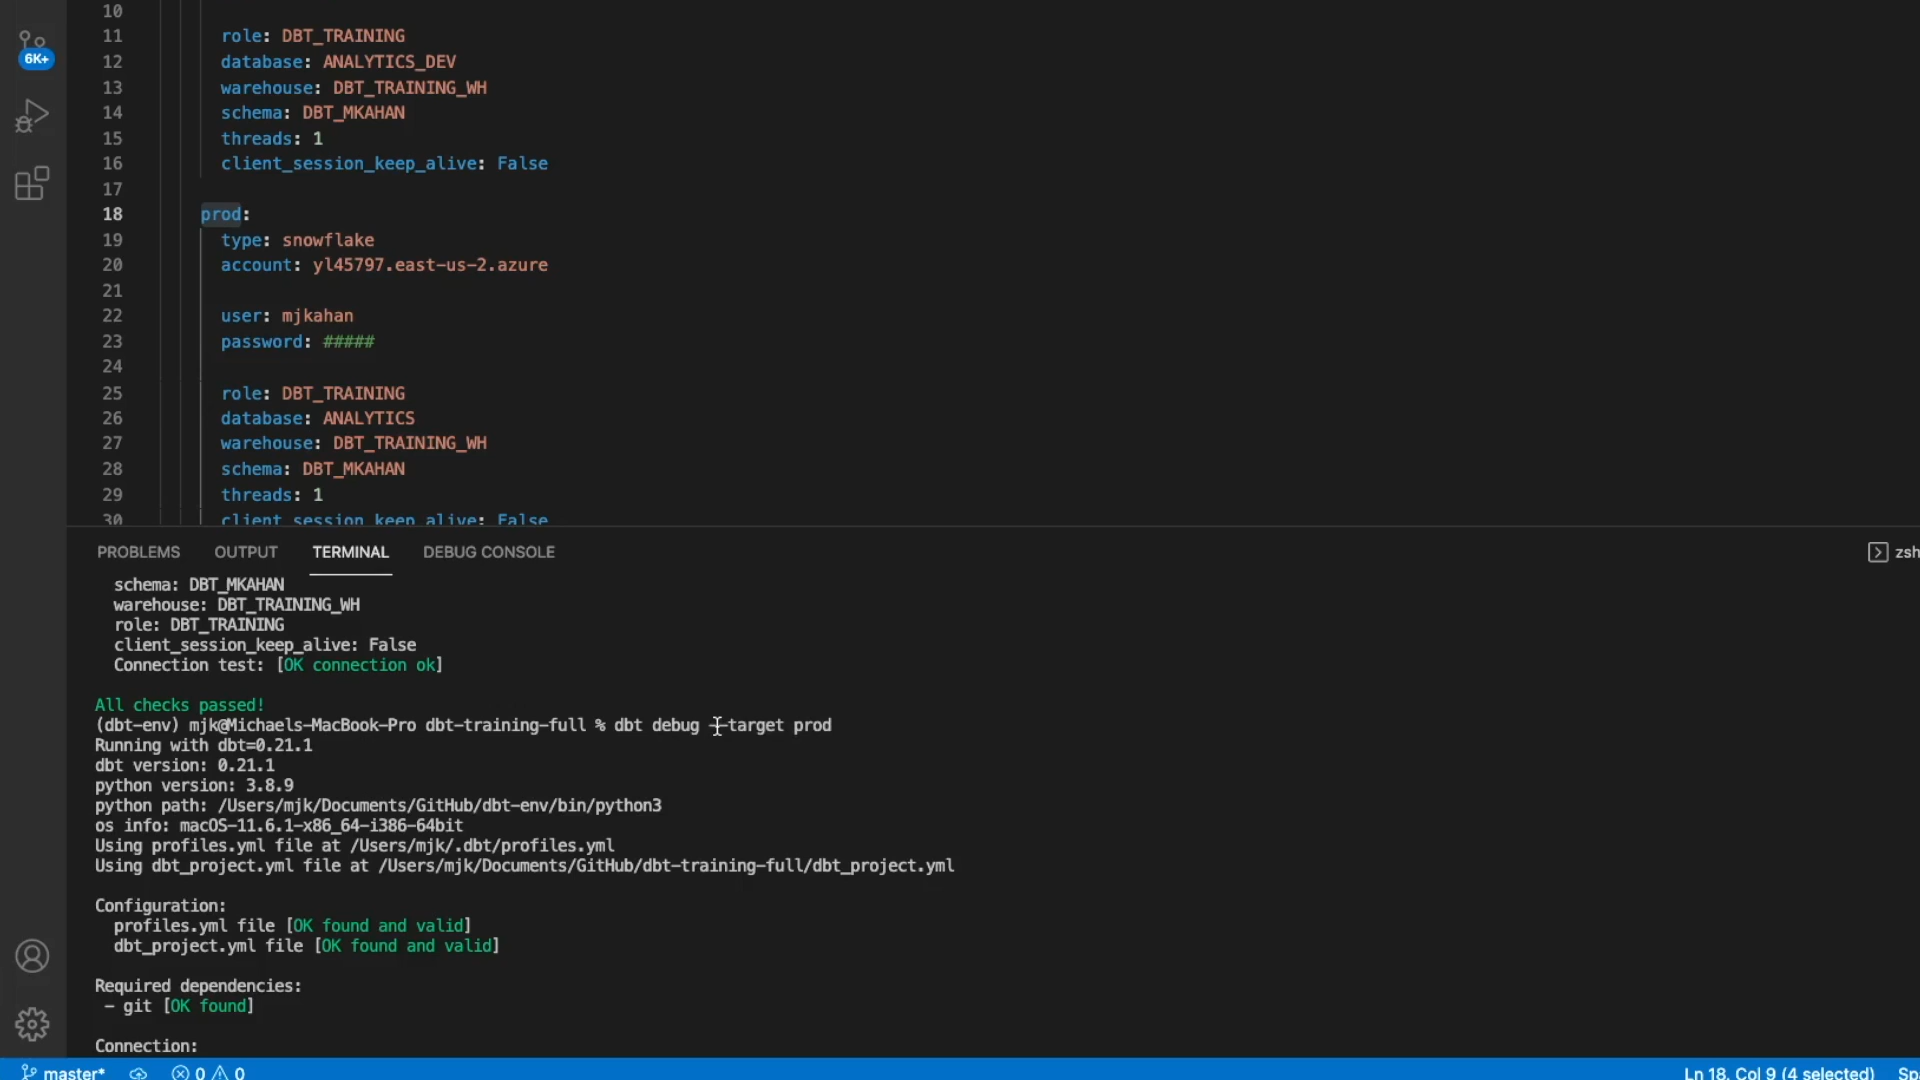 10
11 role: DBT_TRAINING
12 database: ANALYTICS_DEV
13 warehouse: DBT_TRAINING_WH
14 schema: DBT_MKAHAN
15 threads: 1
16 client_session_keep_alive: False
17
18 prod:
19 type: snowflake
20 account: yl45797.east-us-2.azure
21
22 user: mjkahan
23 password: #####
24
25 role: DBT_TRAINING
26 database: ANALYTICS
27 warehouse: DBT_TRAINING_WH
28 schema: DBT_MKAHAN
29 threads: 1
30 client_session_keep_alive: False
6K+
PROBLEMS OUTPUT TERMINAL DEBUG CONSOLE zsh
schema: DBT_MKAHAN
warehouse: DBT_TRAINING_WH
role: DBT_TRAINING
client_session_keep_alive: False
Connection test: [OK connection ok]
All checks passed!
(dbt-env) mjk@Michaels-MacBook-Pro dbt-training-full % dbt debug --target prod
Running with dbt=0.21.1
dbt version: 0.21.1
python version: 3.8.9
python path: /Users/mjk/Documents/GitHub/dbt-env/bin/python3
os info: macOS-11.6.1-x86_64-i386-64bit
Using profiles.yml file at /Users/mjk/.dbt/profiles.yml
Using dbt_project.yml file at /Users/mjk/Documents/GitHub/dbt-training-full/dbt_project.yml
Configuration:
profiles.yml file [OK found and valid]
dbt_project.yml file [OK found and valid]
Required dependencies:
- git [OK found]
Connection:
master* 0 0 Ln 18, Col 9 (4 selected) Sp